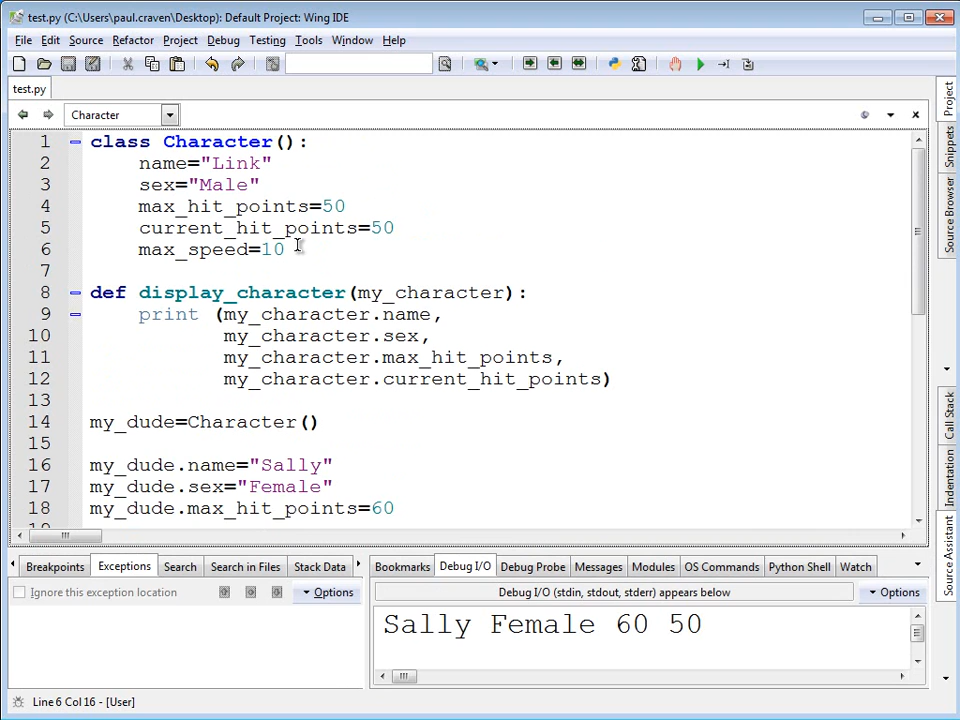 test.py (C:\Users\paul.craven\Desktop): Default Project: Wing IDE
File Edit Source Refactor Project Debug Testing Tools Window Help
test.py
Character
1 class Character():
2 name="Link"
3 sex="Male"
4 max_hit_points=50
5 current_hit_points=50
6 max_speed=10
7
8 def display_character(my_character):
9 print (my_character.name,
10 my_character.sex,
11 my_character.max_hit_points,
12 my_character.current_hit_points)
13
14 my_dude=Character()
15
16 my_dude.name="Sally"
17 my_dude.sex="Female"
18 my_dude.max_hit_points=60
Project
Snippets
Source Browser
Call Stack
Indentation
Source Assistant
Breakpoints Exceptions Search Search in Files Stack Data
Ignore this exception location Options
Bookmarks Debug I/O Debug Probe Messages Modules OS Commands Python Shell Watch
Debug I/O (stdin, stdout, stderr) appears below Options
Sally Female 60 50
Line 6 Col 16 - [User]